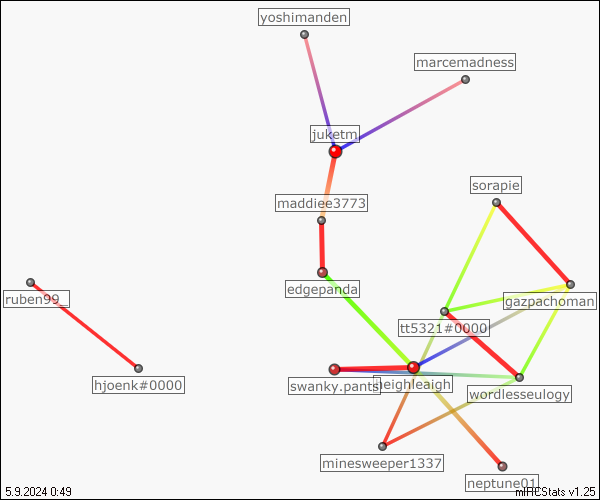 yoshimanden
marcemadness
juketm
sorapie
maddiee3773
edgepanda
gazpachoman
ruben99_
tt5321#0000
hjoenk#0000
swanky.pants
neighleaigh
wordlesseulogy
minesweeper1337
neptune01
5.9.2024 0:49
mIRCStats v1.25